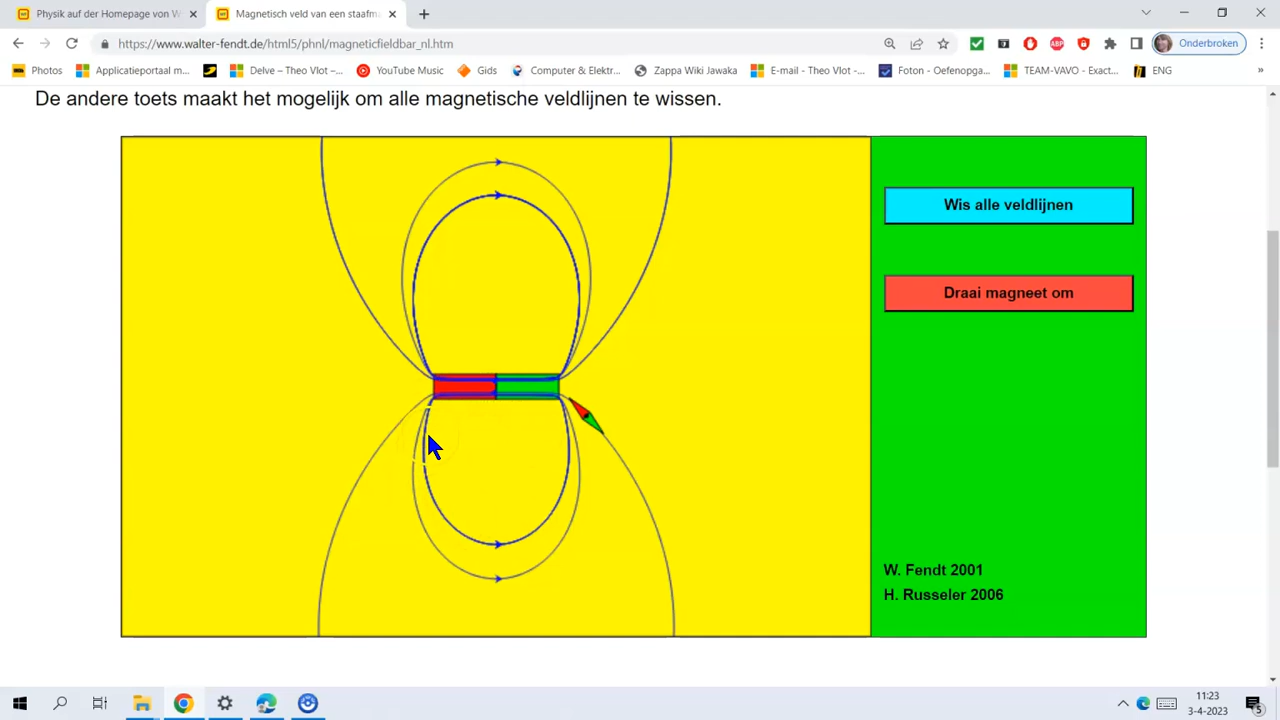 Physik auf der Homepage von W
Magnetisch veld van een staafma
https://www.walter-fendt.de/html5/phnl/magneticfieldbar_nl.htm
ABP
Onderbroken
Photos
Applicatieportaal m...
Delve – Theo Vlot –...
YouTube Music
Gids
Computer & Elektr...
Zappa Wiki Jawaka
E-mail - Theo Vlot -...
Foton - Oefenopga...
TEAM-VAVO - Exact...
ENG
»
De andere toets maakt het mogelijk om alle magnetische veldlijnen te wissen.
Wis alle veldlijnen
Draai magneet om
W. Fendt 2001
H. Russeler 2006
11:23
3-4-2023
5